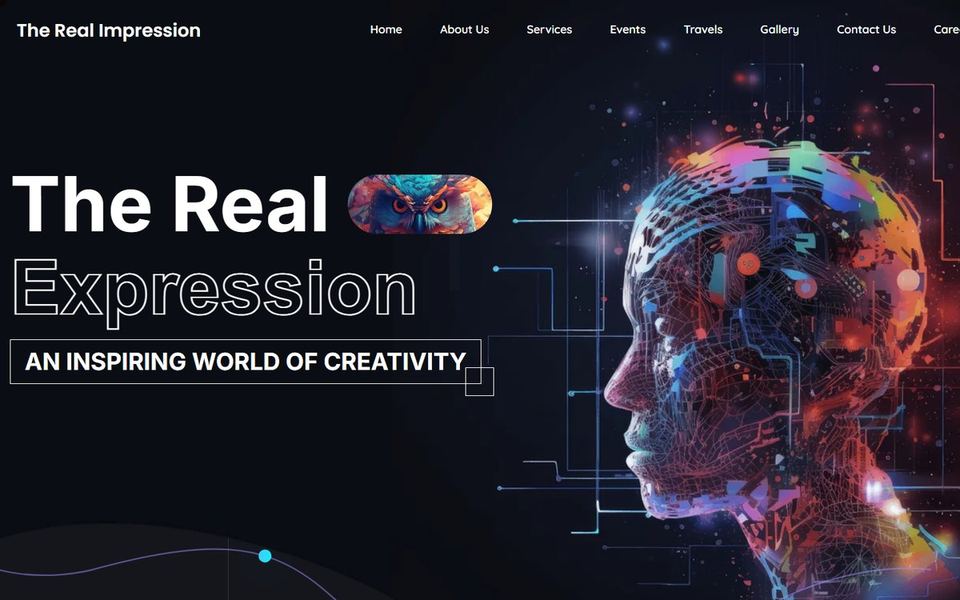 The Real Impression
Home About Us Services Events Travels Gallery Contact Us Care
The Real
Expression
AN INSPIRING WORLD OF CREATIVITY